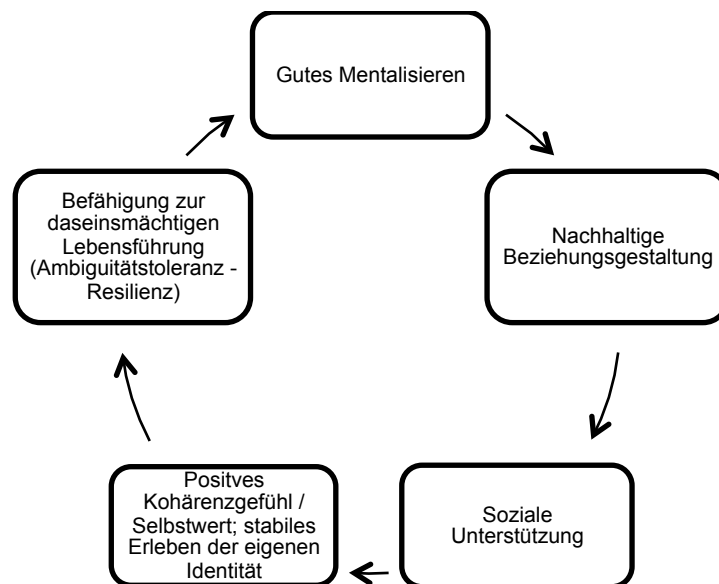 Gutes Mentalisieren
Nachhaltige
Beziehungsgestaltung
Soziale
Unterstützung
Positves
Kohärenzgefühl /
Selbstwert; stabiles
Erleben der eigenen
Identität
Befähigung zur
daseinsmächtigen
Lebensführung
(Ambiguitätstoleranz -
Resilienz)